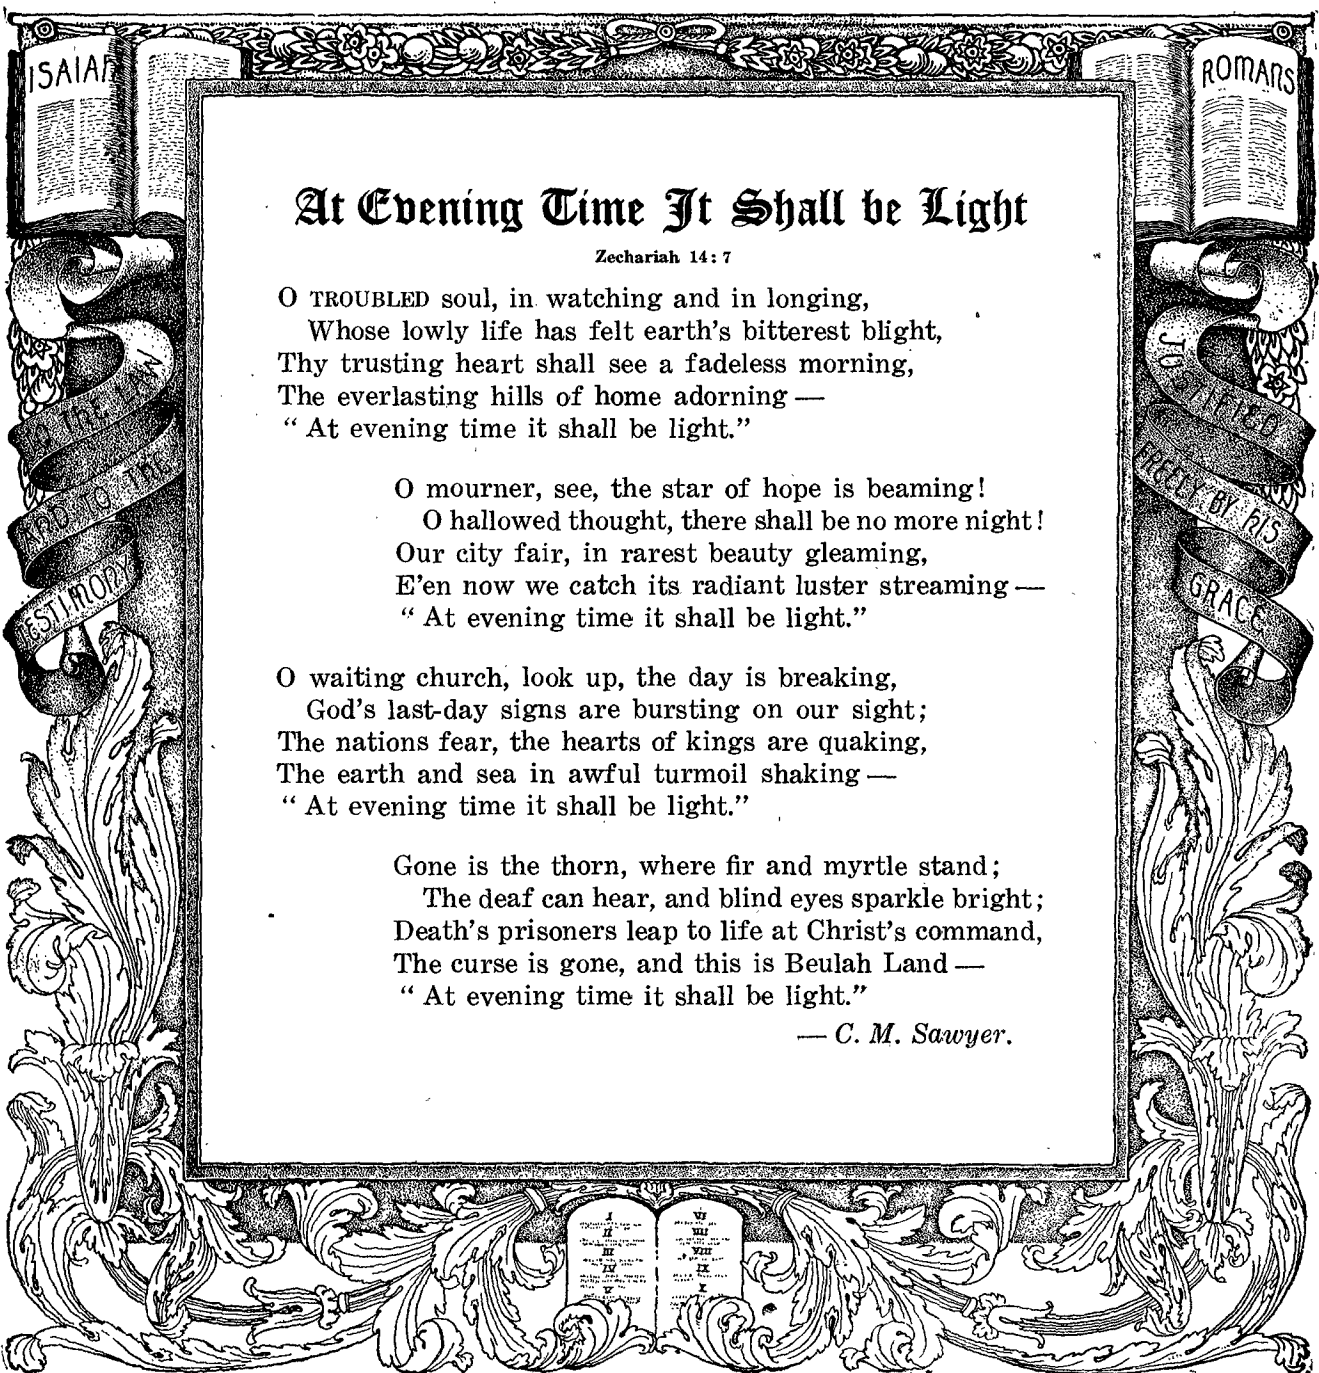 ISAIAH
ROMANS
At Evening Time It Shall be Light
Zechariah 14: 7
O TROUBLED soul, in watching and in longing,
Whose lowly life has felt earth's bitterest blight,
Thy trusting heart shall see a fadeless morning,
The everlasting hills of home adorning —
“ At evening time it shall be light.”
O mourner, see, the star of hope is beaming!
O hallowed thought, there shall be no more night!
Our city fair, in rarest beauty gleaming,
E'en now we catch its radiant luster streaming —
“ At evening time it shall be light.”
O waiting church, look up, the day is breaking,
God's last-day signs are bursting on our sight;
The nations fear, the hearts of kings are quaking,
The earth and sea in awful turmoil shaking —
“ At evening time it shall be light.”
Gone is the thorn, where fir and myrtle stand;
The deaf can hear, and blind eyes sparkle bright;
Death's prisoners leap to life at Christ's command,
The curse is gone, and this is Beulah Land —
“ At evening time it shall be light.”
— C. M. Sawyer.
TO THE LAW
AND TO THE
TESTIMONY
JUSTIFIED
FREELY BY HIS
GRACE
I
II
III
IV
V
VI
VII
VIII
IX
X